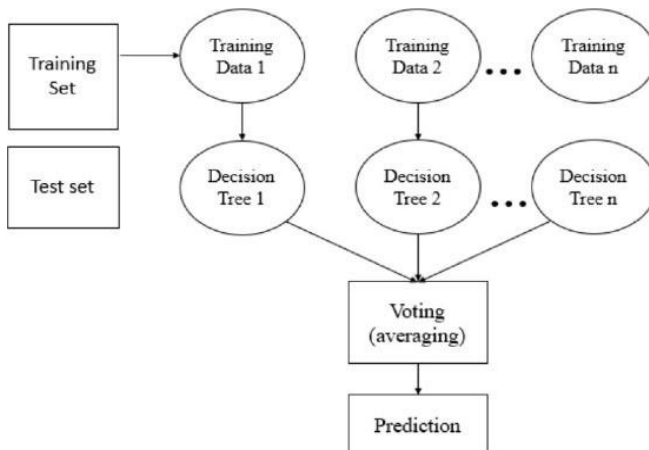 Training
Set
Training
Data 1
Training
Data 2
...
Training
Data n
Test set
Decision
Tree 1
Decision
Tree 2
...
Decision
Tree n
Voting
(averaging)
Prediction